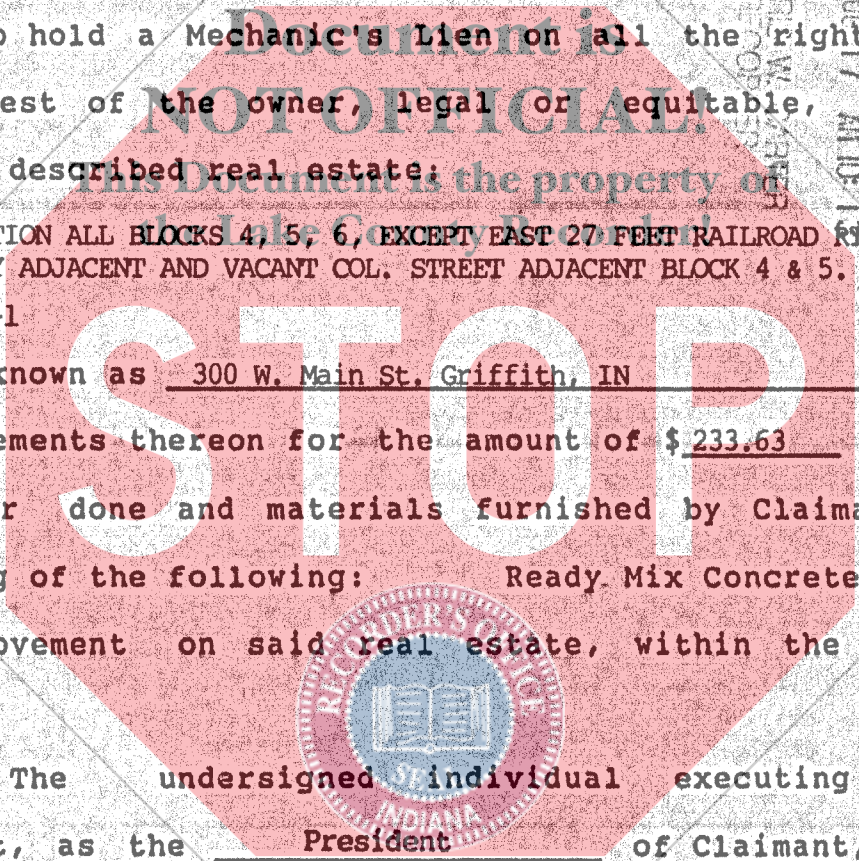 hold a Mechanic's Lien on all the right
Document is
est of the owner, legal or equitable,
NOT OFFICIAL!
described real estate:
This Document is the property of
the Lake County Recorder!
TION ALL BLOCKS 4, 5, 6, EXCEPT EAST 27 FEET RAILROAD
ADJACENT AND VACANT COL. STREET ADJACENT BLOCK 4 & 5.
-1
known as 300 W. Main St. Griffith, IN
STOP
ements thereon for the amount of $ 233.63
r done and materials furnished by Claima
g of the following: Ready Mix Concrete
ovement on said real estate, within the
RECORDER'S OFFICE
SEAL
INDIANA
The undersigned individual executing
t, as the President of Claimant,